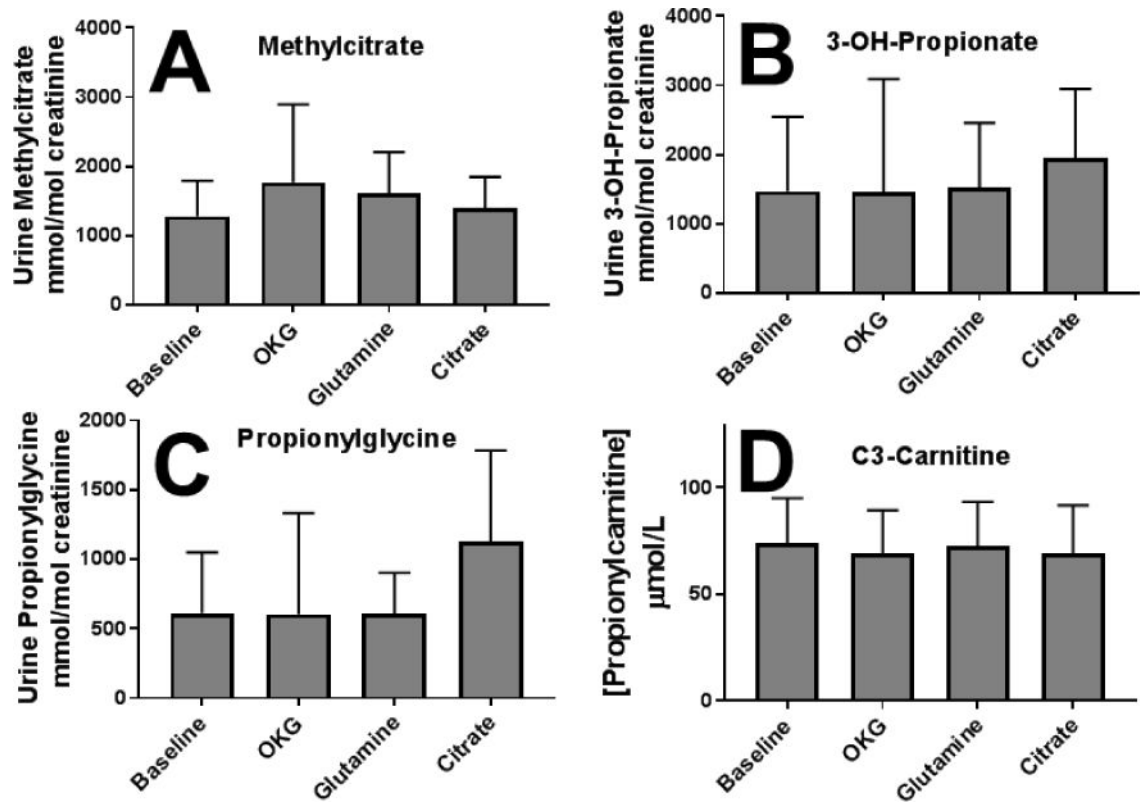 A
Methylcitrate
Urine Methylcitrate
mmol/mol creatinine
4000
3000
2000
1000
0
Baseline
OKG
Glutamine
Citrate
B
3-OH-Propionate
Urine 3-OH-Propionate
mmol/mol creatinine
4000
3000
2000
1000
0
Baseline
OKG
Glutamine
Citrate
C
Propionylglycine
Urine Propionylglycine
mmol/mol creatinine
2000
1500
1000
500
0
Baseline
OKG
Glutamine
Citrate
D
C3-Carnitine
[Propionylcarnitine]
µmol/L
100
50
0
Baseline
OKG
Glutamine
Citrate